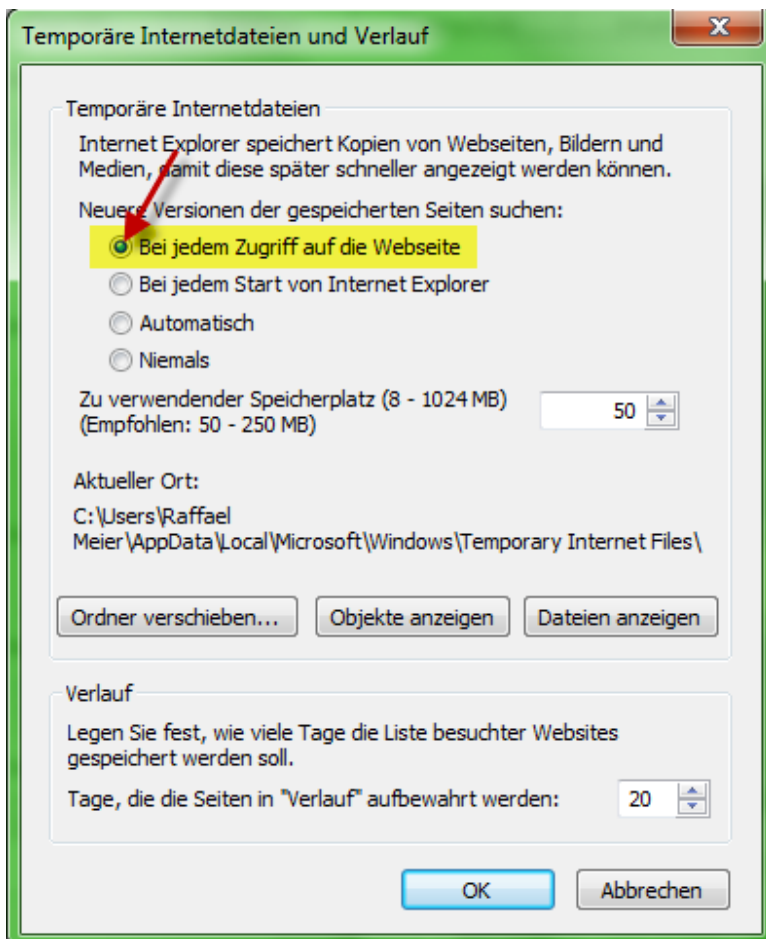 Temporäre Internetdateien und Verlauf
Temporäre Internetdateien
Internet Explorer speichert Kopien von Webseiten, Bildern und
Medien, damit diese später schneller angezeigt werden können.
Neuere Versionen der gespeicherten Seiten suchen:
Bei jedem Zugriff auf die Webseite
Bei jedem Start von Internet Explorer
Automatisch
Niemals
Zu verwendender Speicherplatz (8 - 1024 MB)
(Empfohlen: 50 - 250 MB)
50
Aktueller Ort:
C:\Users\Raffael
Meier\AppData\Local\Microsoft\Windows\Temporary Internet Files\
Ordner verschieben... Objekte anzeigen Dateien anzeigen
Verlauf
Legen Sie fest, wie viele Tage die Liste besuchter Websites
gespeichert werden soll.
Tage, die die Seiten in "Verlauf" aufbewahrt werden: 20
OK Abbrechen